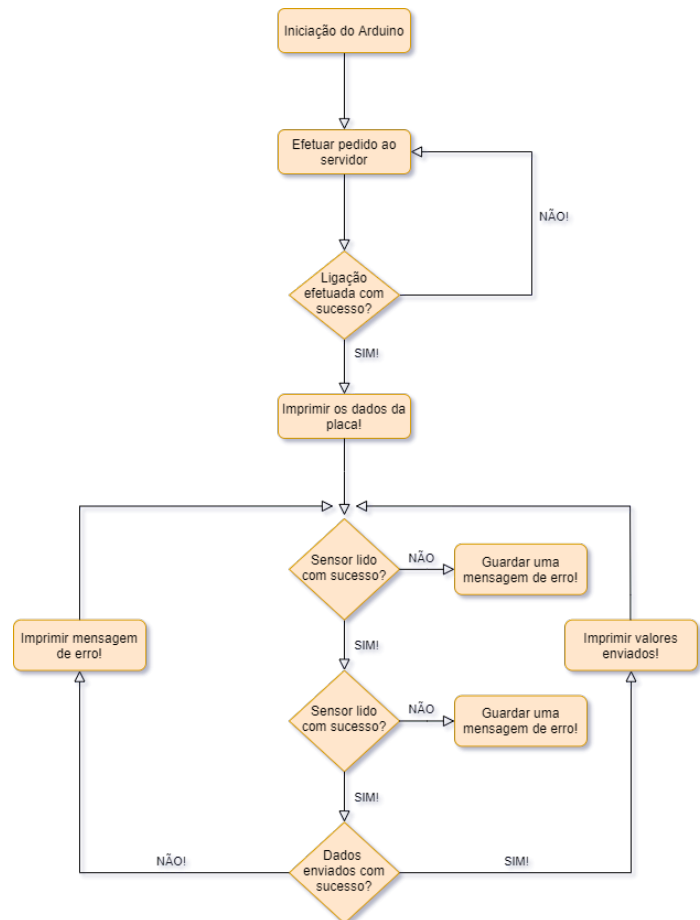 Iniciação do Arduino
Efetuar pedido ao
servidor
NÃO!
Ligação
efetuada com
sucesso?
SIM!
Imprimir os dados da
placa!
Sensor lido
com sucesso?
NÃO
Guardar uma
mensagem de erro!
Imprimir mensagem
de erro!
SIM!
Imprimir valores
enviados!
Sensor lido
com sucesso?
NÃO
Guardar uma
mensagem de erro!
SIM!
NÃO!
Dados
enviados com
sucesso?
SIM!